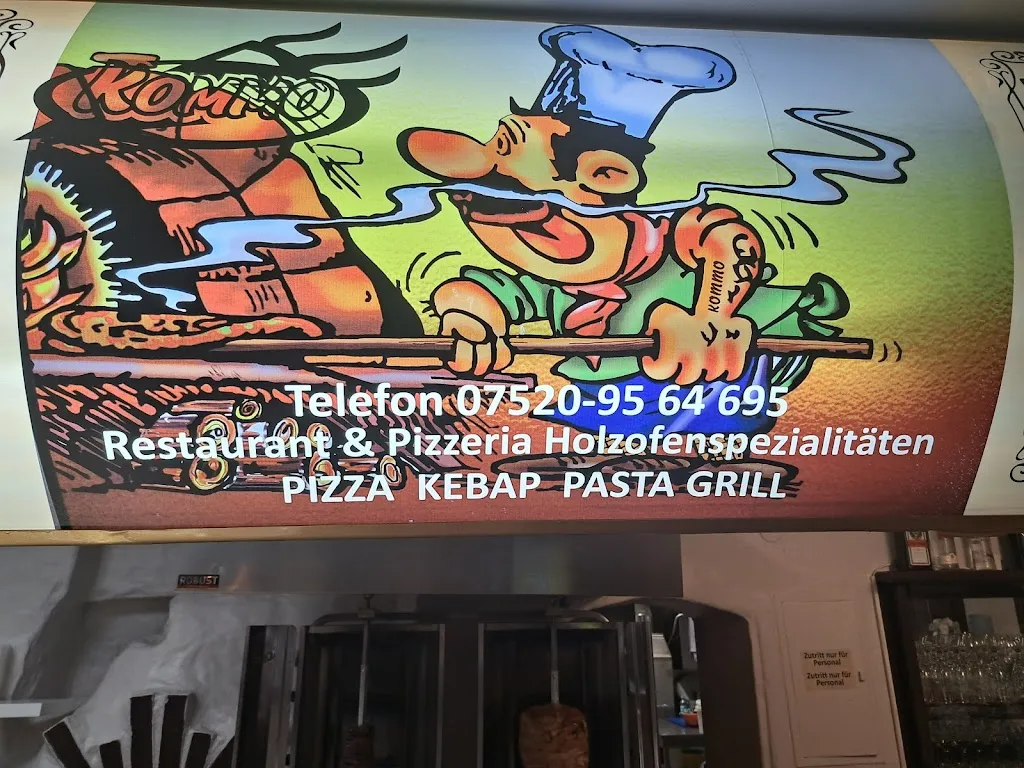 KOMMO
kommo
Telefon 07520-95 64 695
Restaurant & Pizzeria Holzofenspezialitäten
PIZZA KEBAP PASTA GRILL
ROBUST
Zutritt nur für
Personal
Zutritt nur für
Personal